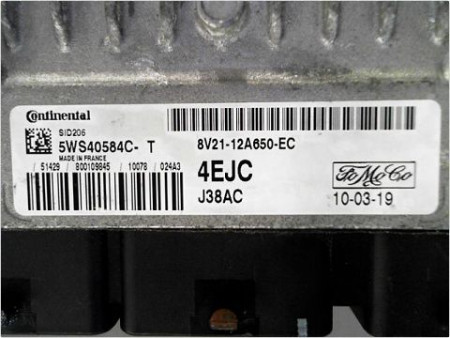 Continental
SID206
5WS40584C- T
MADE IN FRANCE
/ 51429 / 800109845 / 10078 / 024A3
8V21-12A650-EC
4EJC
J38AC
FoMoCo
10-03-19